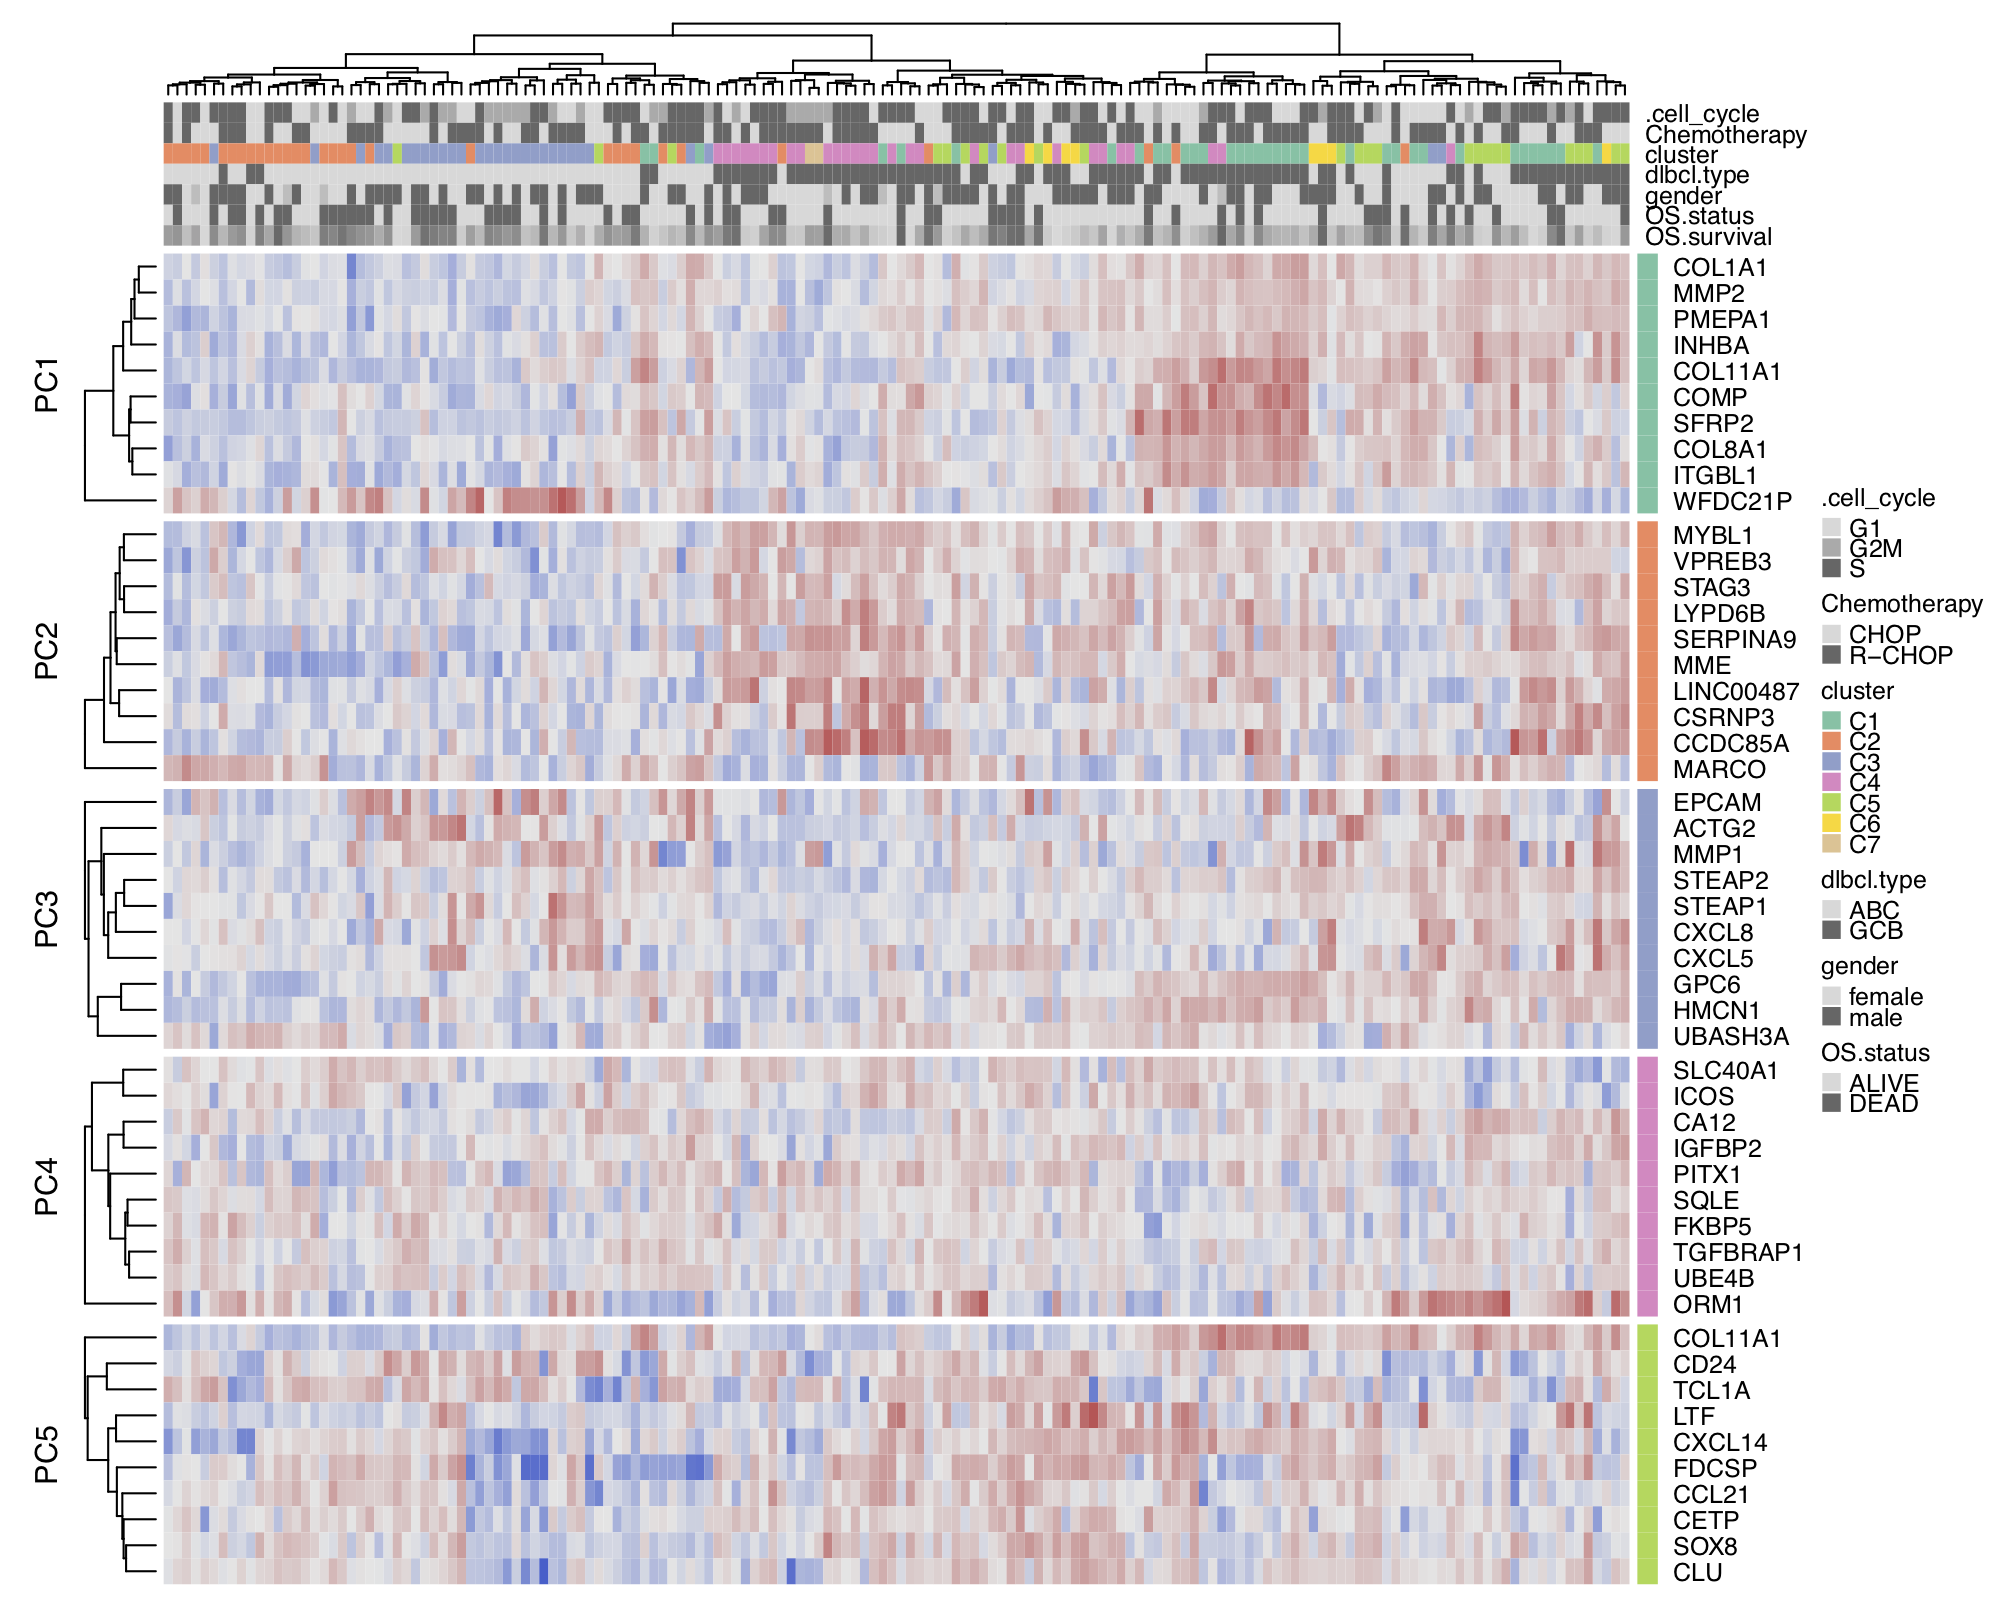 .cell_cycle
Chemotherapy
cluster
dlbcl.type
gender
OS.status
OS.survival
PC1
COL1A1
MMP2
PMEPA1
INHBA
COL11A1
COMP
SFRP2
COL8A1
ITGBL1
WFDC21P
PC2
MYBL1
VPREB3
STAG3
LYPD6B
SERPINA9
MME
LINC00487
CSRNP3
CCDC85A
MARCO
PC3
EPCAM
ACTG2
MMP1
STEAP2
STEAP1
CXCL8
CXCL5
GPC6
HMCN1
UBASH3A
PC4
SLC40A1
ICOS
CA12
IGFBP2
PITX1
SQLE
FKBP5
TGFBRAP1
UBE4B
ORM1
PC5
COL11A1
CD24
TCL1A
LTF
CXCL14
FDCSP
CCL21
CETP
SOX8
CLU
.cell_cycle
G1
G2M
S
Chemotherapy
CHOP
R−CHOP
cluster
C1
C2
C3
C4
C5
C6
C7
dlbcl.type
ABC
GCB
gender
female
male
OS.status
ALIVE
DEAD